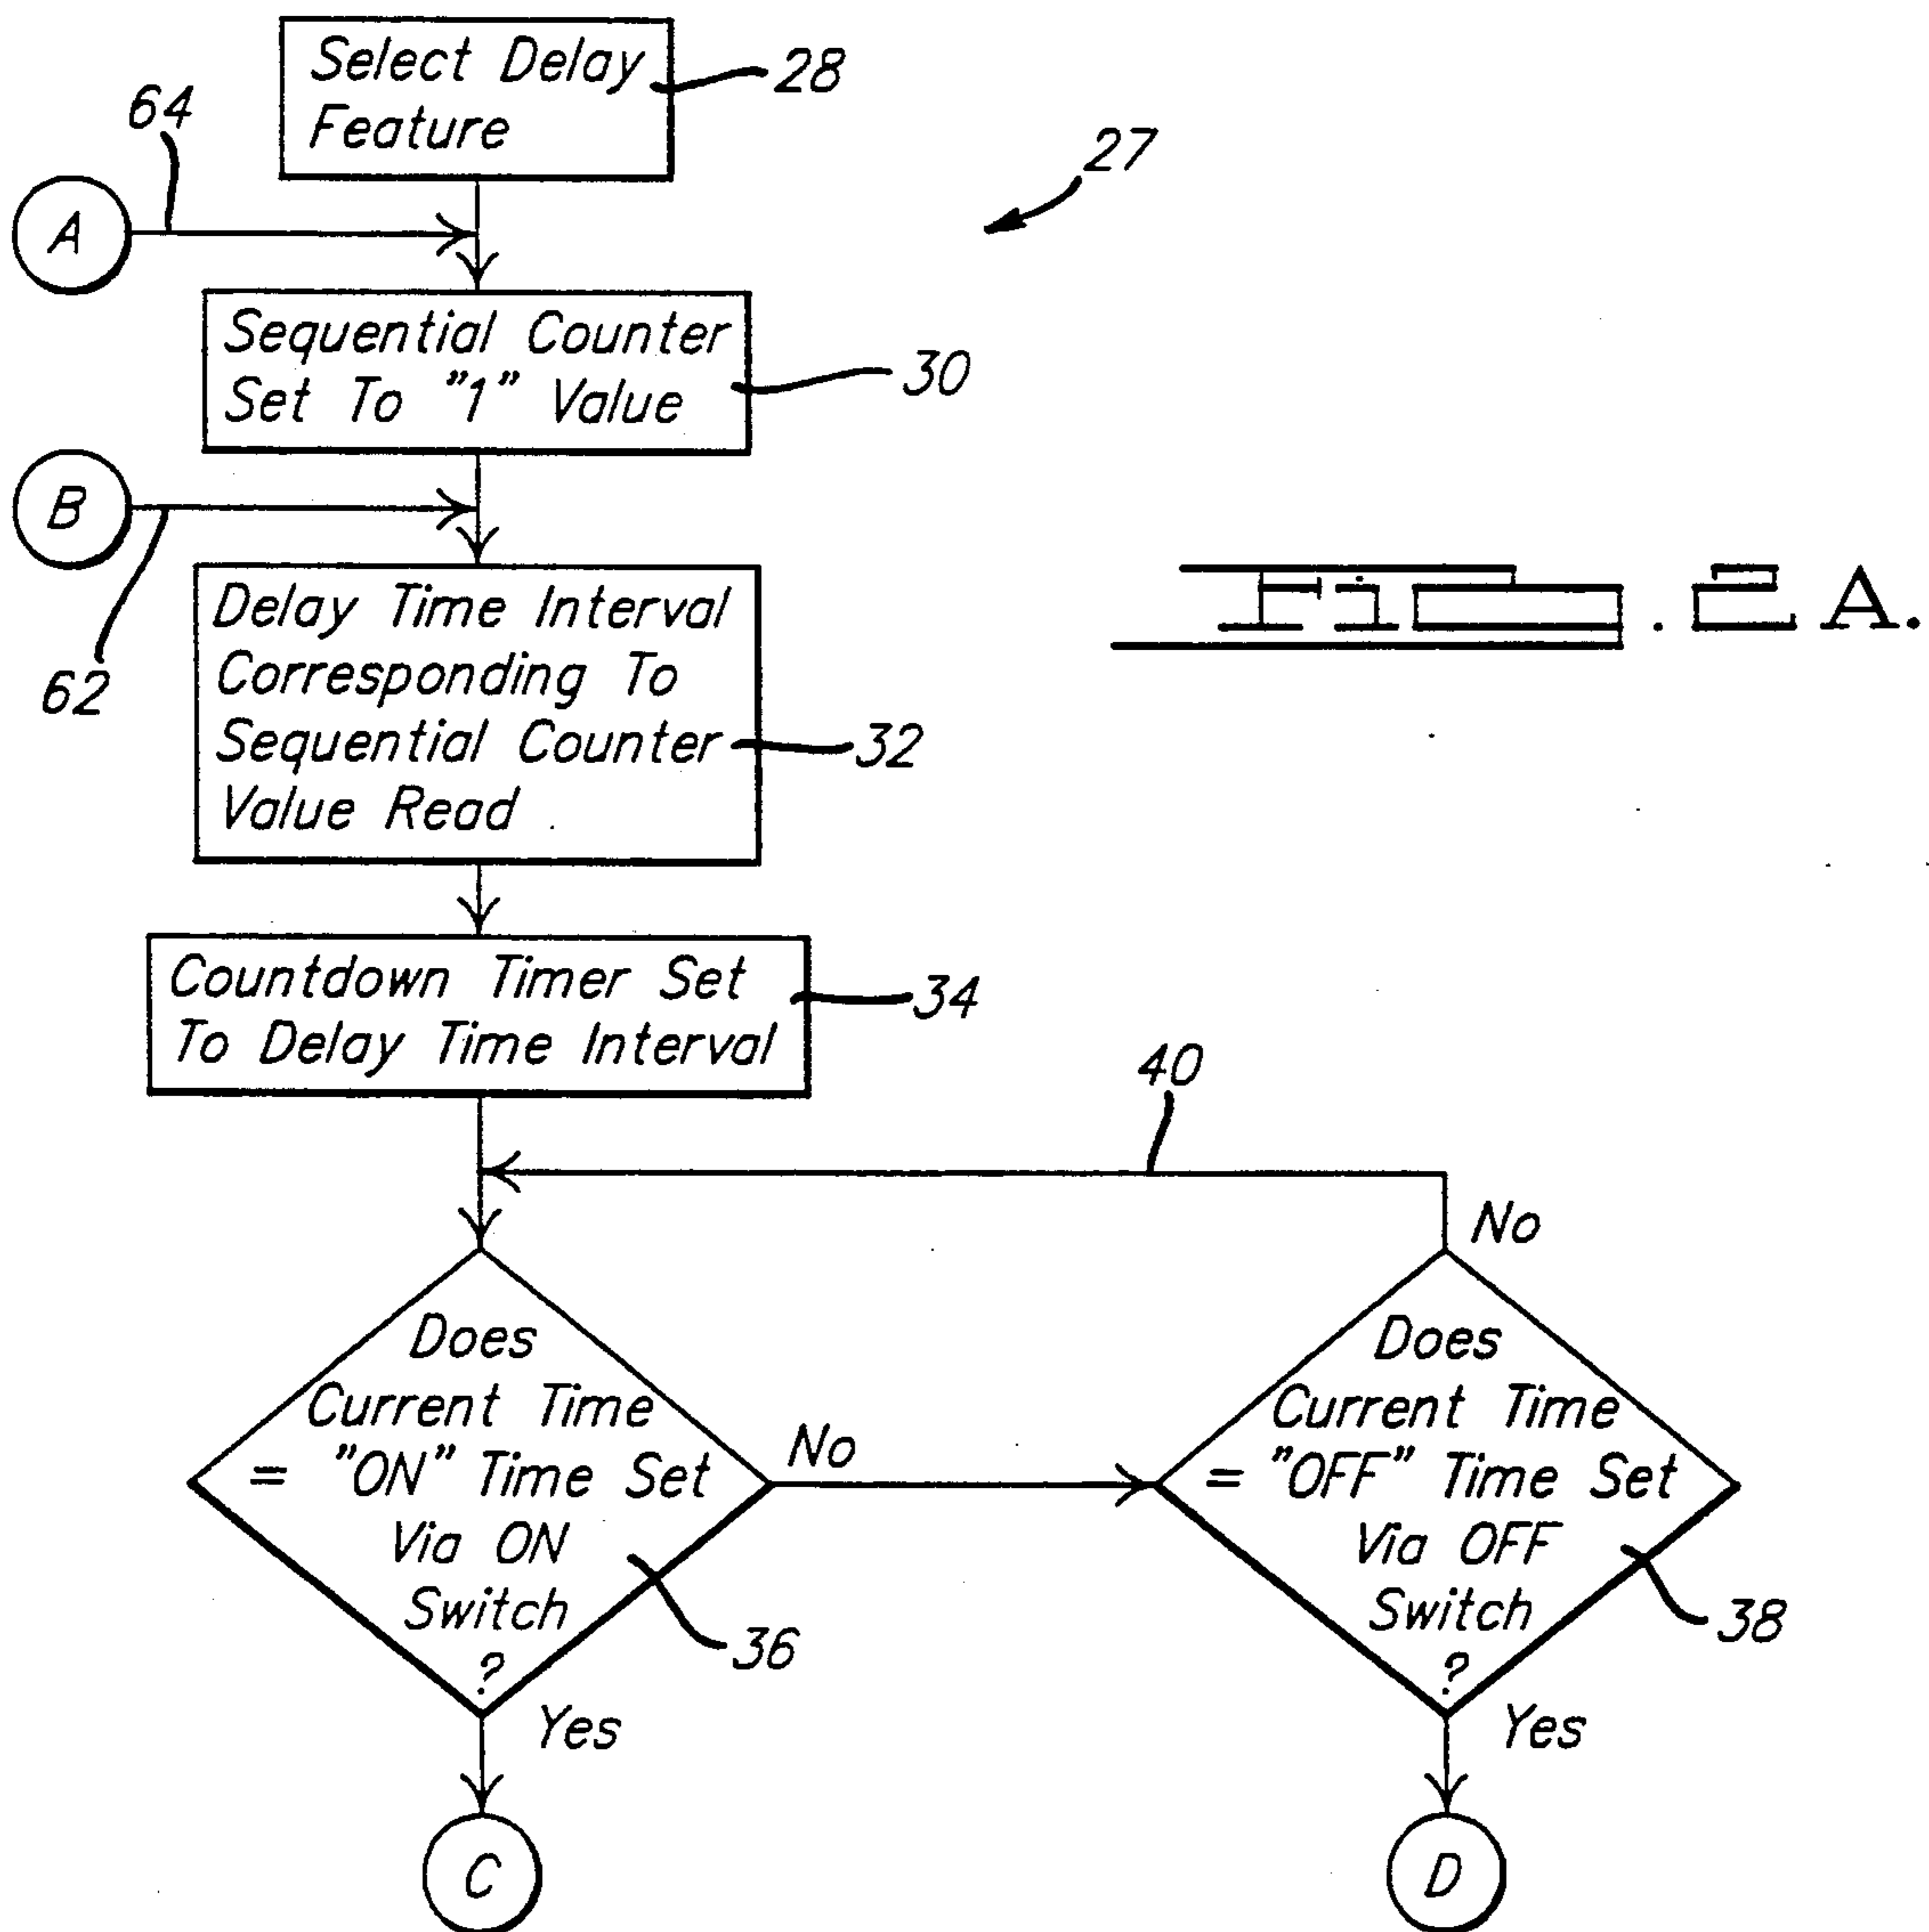 Select Delay
Feature
28
64
27
A
Sequential Counter
Set To "1" Value
30
B
62
Delay Time Interval
Corresponding To
Sequential Counter
Value Read
32
FIG. 2A.
Countdown Timer Set
To Delay Time Interval
34
40
No
Does
Current Time
= "ON" Time Set
Via ON
Switch
?
36
No
Yes
Does
Current Time
= "OFF" Time Set
Via OFF
Switch
?
38
Yes
C
D